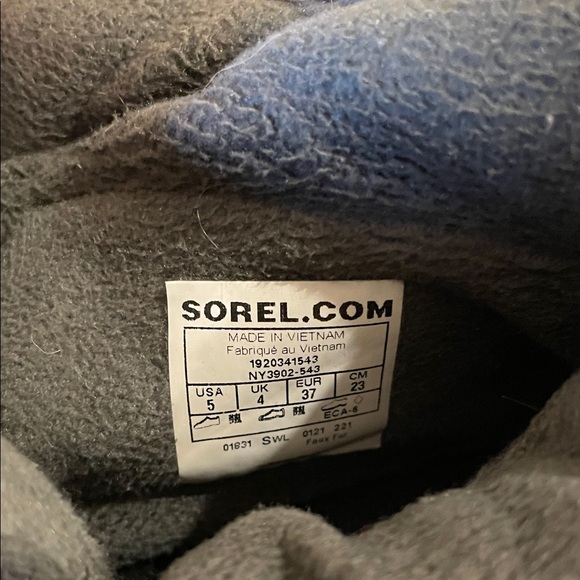 SOREL.COM
MADE IN VIETNAM
Fabriqué au Vietnam
1920341543
NY3902-543
USA UK EUR CM
5 4 37 23
ECA-6
01831 SWL 0121 221
Faux Fur